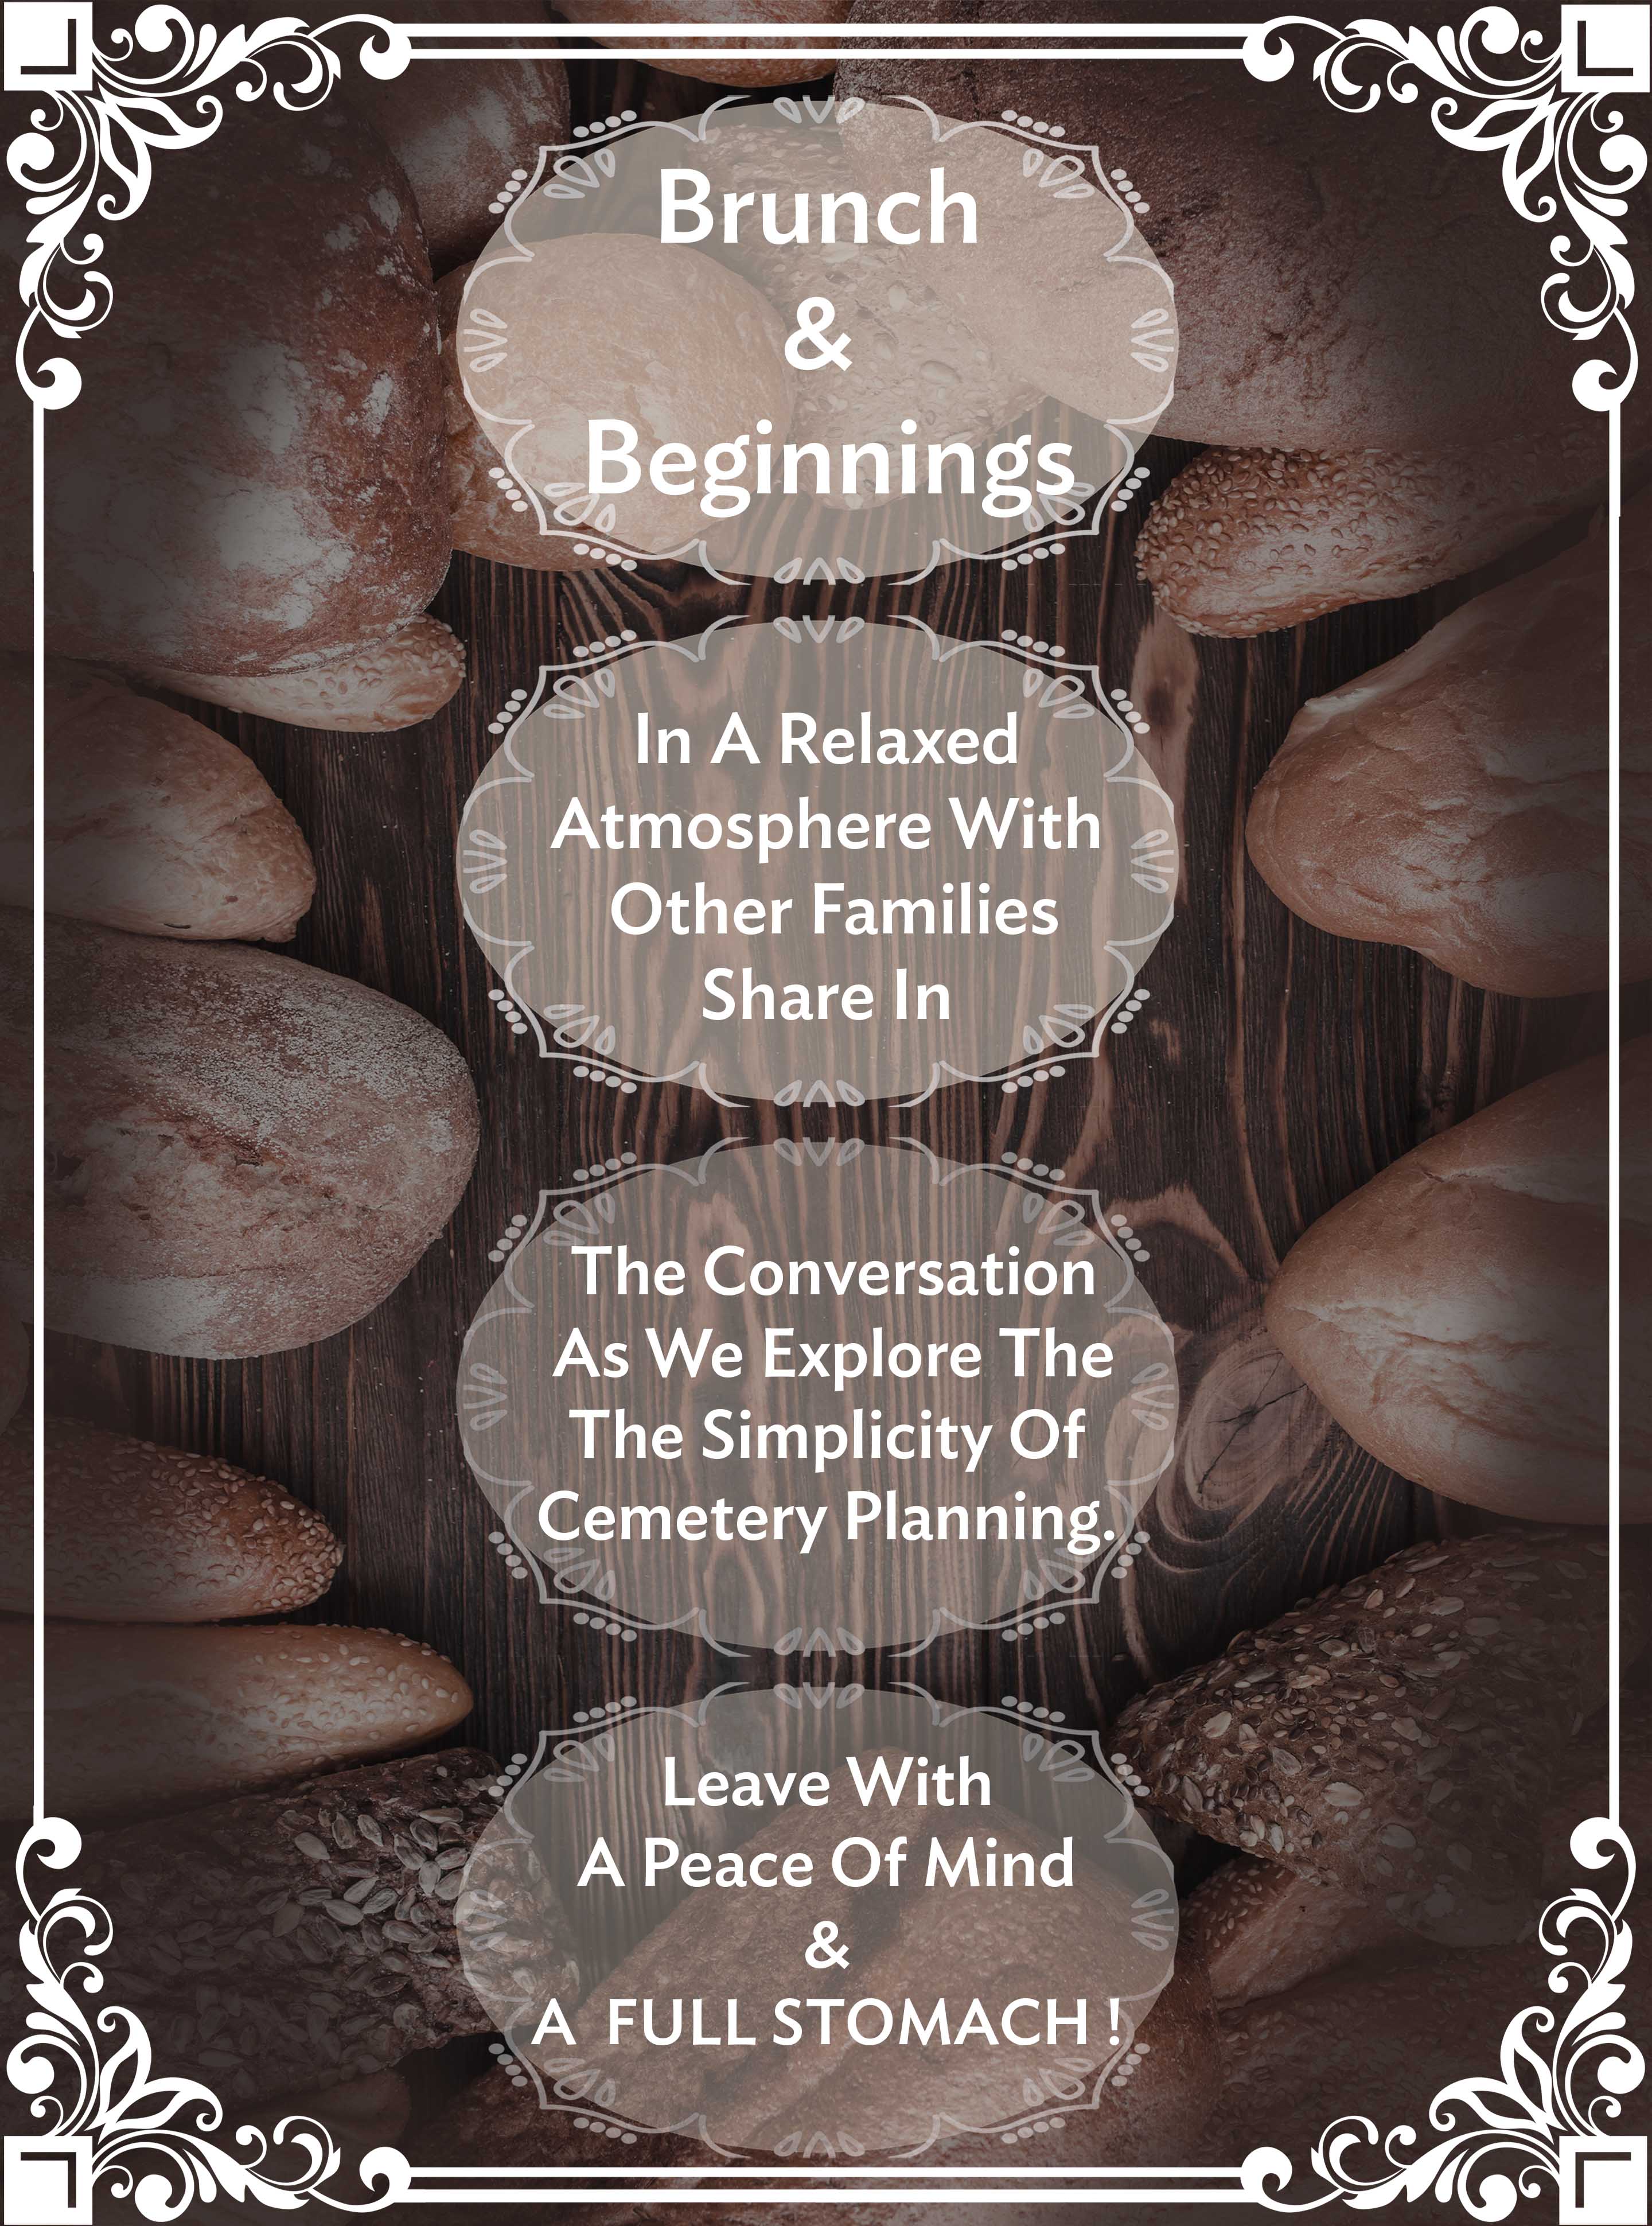 Brunch
&
Beginnings
In A Relaxed
Atmosphere With
Other Families
Share In
The Conversation
As We Explore The
The Simplicity Of
Cemetery Planning.
Leave With
A Peace Of Mind
&
A FULL STOMACH !